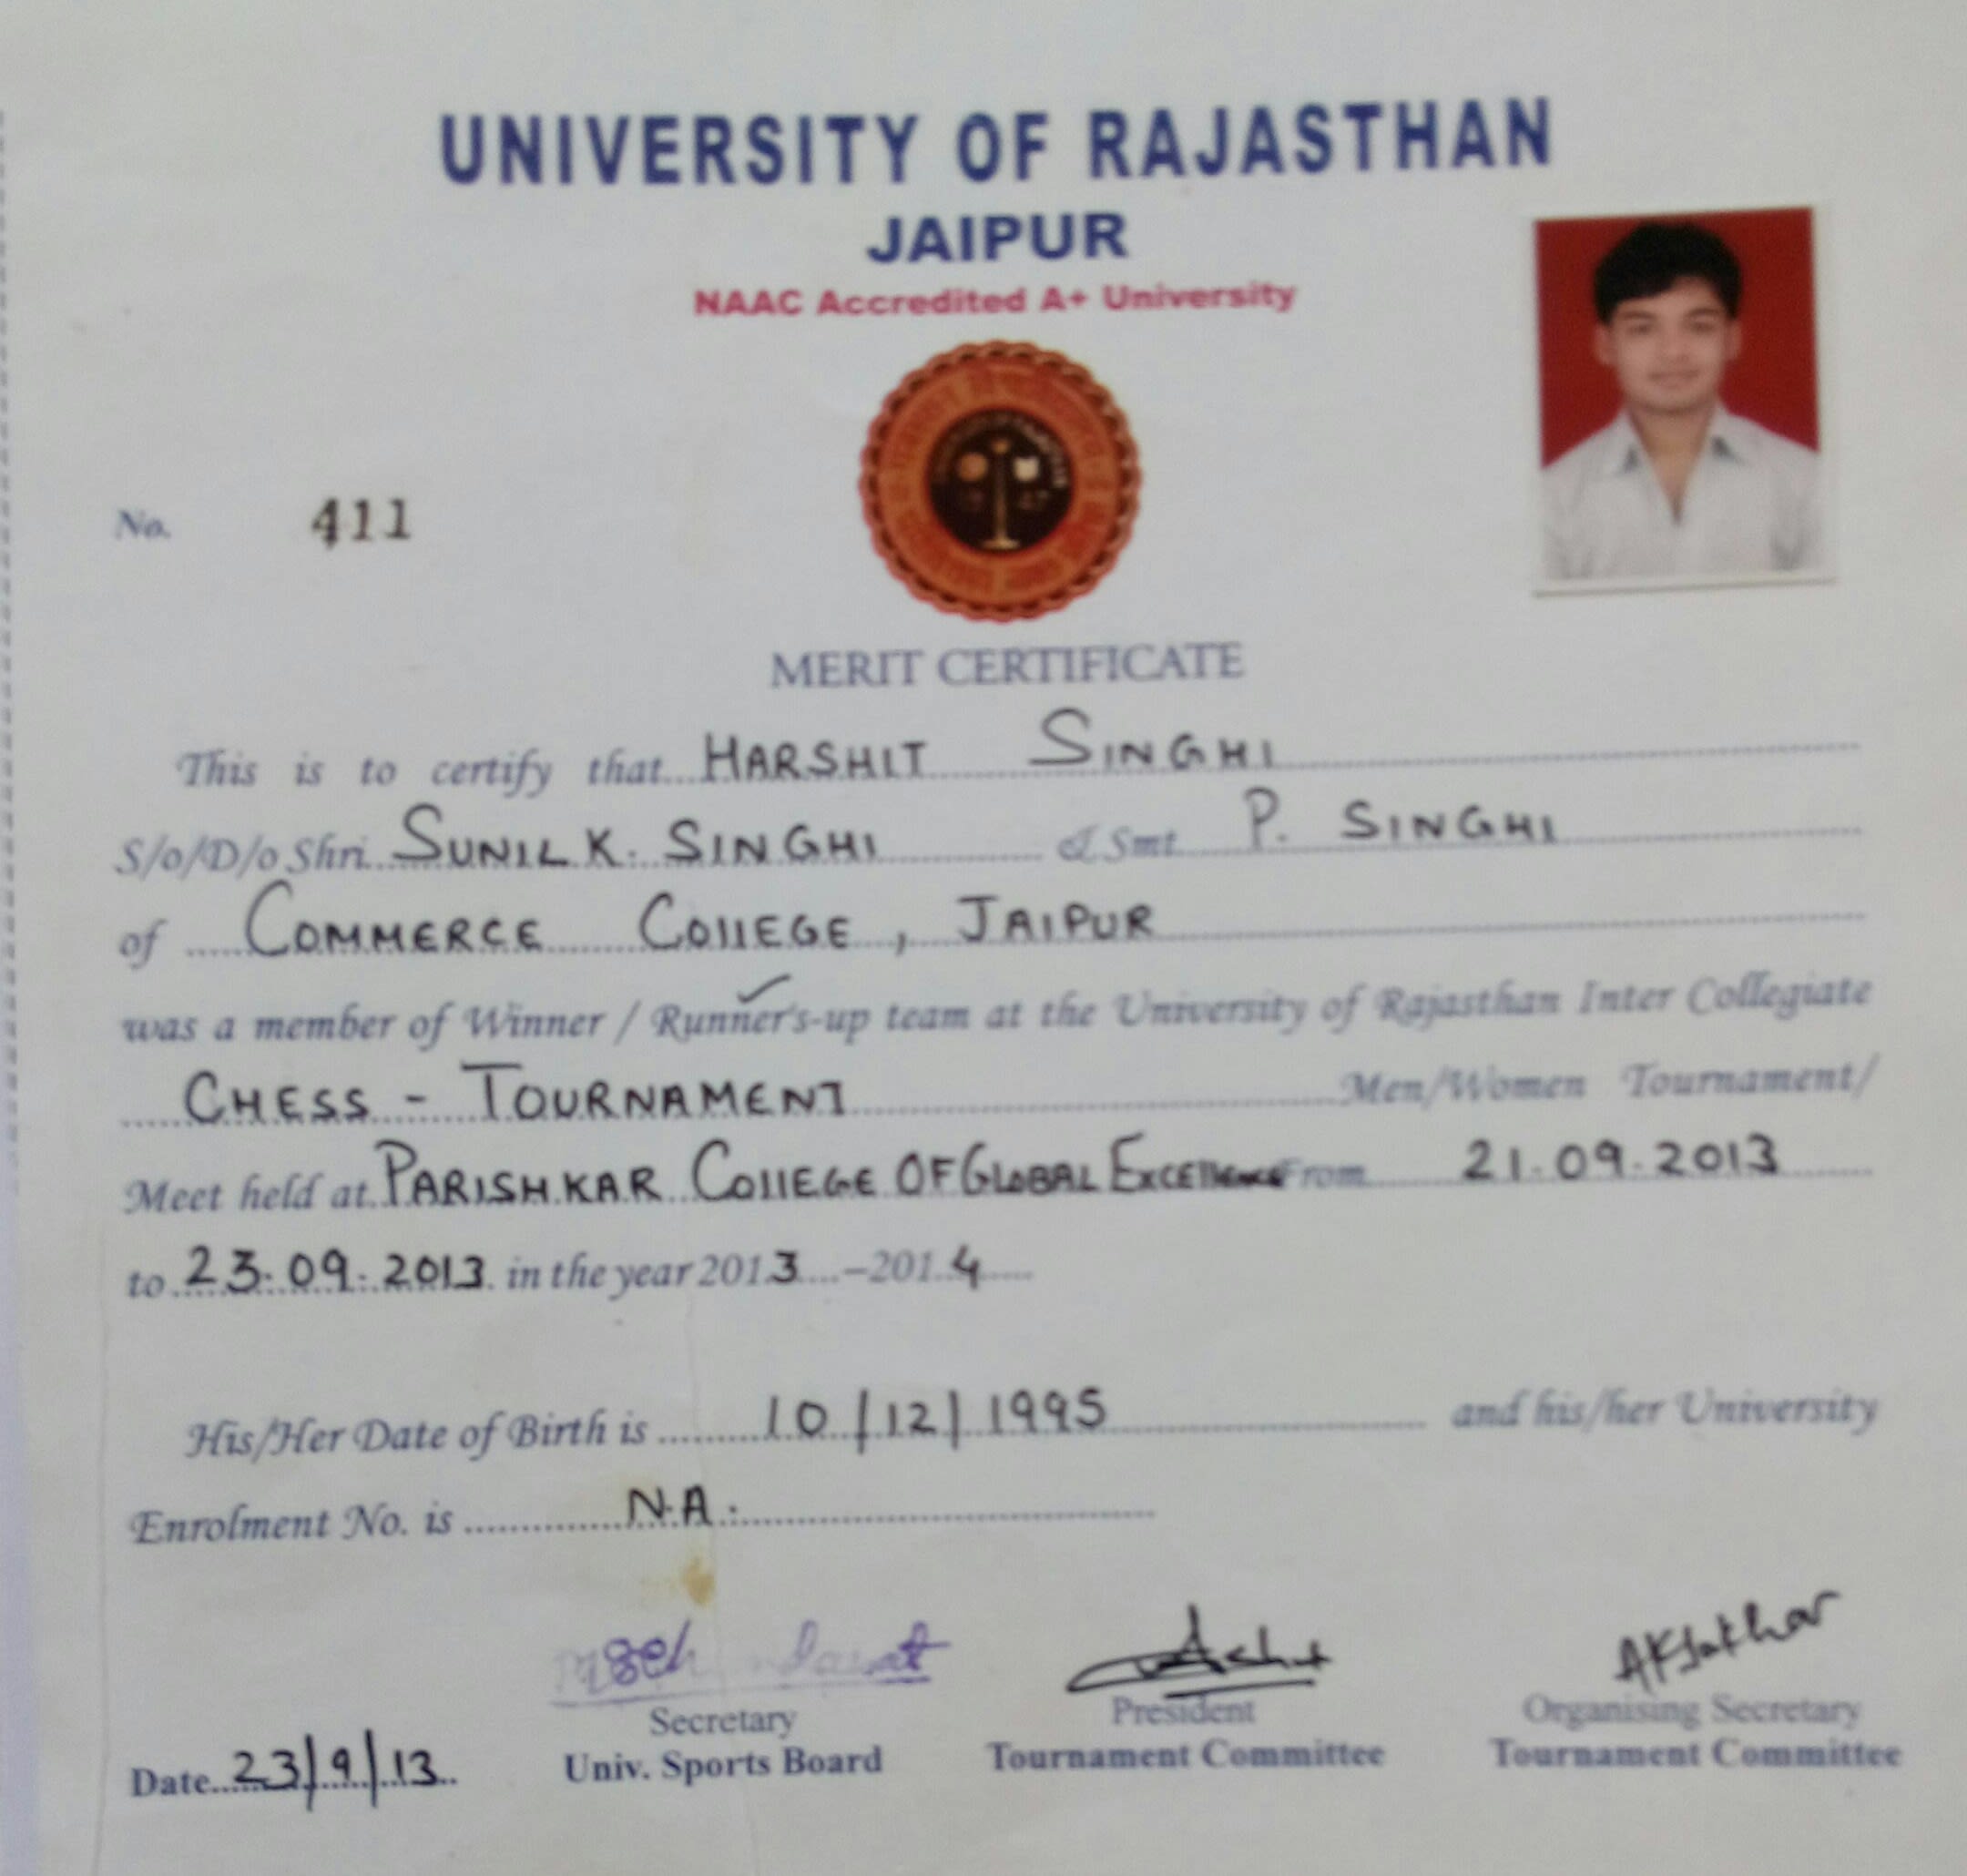 UNIVERSITY OF RAJASTHAN
JAIPUR
NAAC Accredited A+ University
No. 411
MERIT CERTIFICATE
This is to certify that HARSHIT SINGHI
S/o/D/o Shri SUNIL K. SINGHI & Smt P. SINGHI
of COMMERCE COLLEGE, JAIPUR
was a member of Winner / Runner's-up team at the University of Rajasthan Inter Collegiate
CHESS - TOURNAMENT Men/Women Tournament/
Meet held at PARISHKAR COLLEGE OF GLOBAL EXCELLENCE From 21.09.2013
to 23.09.2013 in the year 2013 -2014
His/Her Date of Birth is 10/12/1995 and his/her University
Enrolment No. is N.A.
Secretary President Organising Secretary
Date 23/9/13 Univ. Sports Board Tournament Committee Tournament Committee